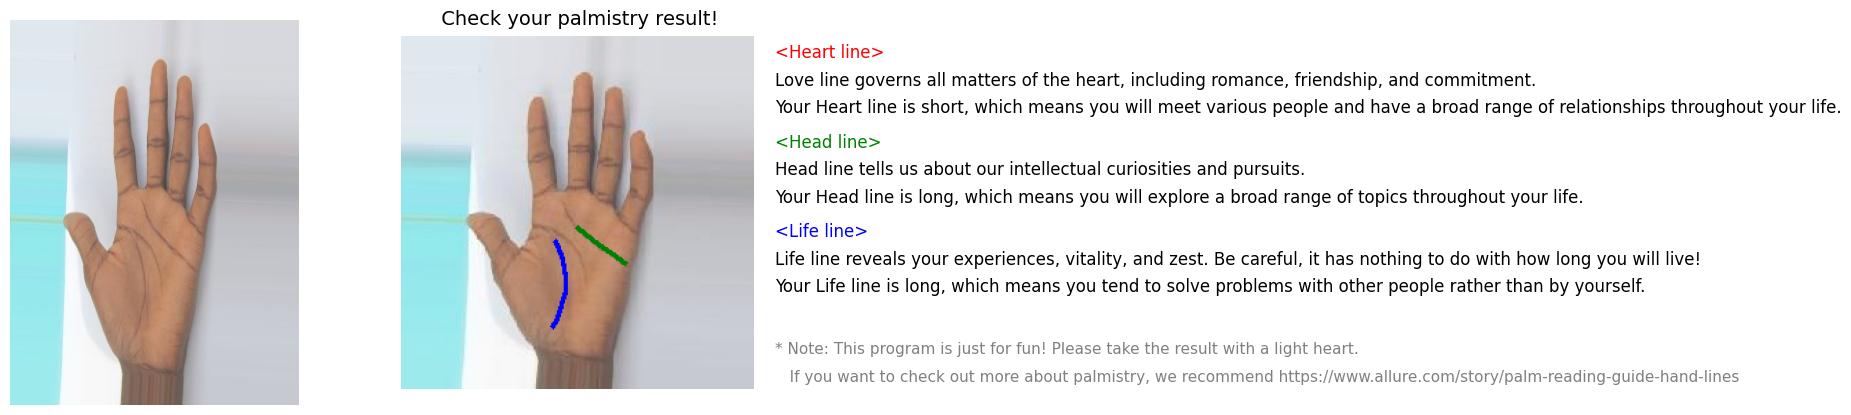 Check your palmistry result!
<Heart line>
Love line governs all matters of the heart, including romance, friendship, and commitment.
Your Heart line is short, which means you will meet various people and have a broad range of relationships throughout your life.
<Head line>
Head line tells us about our intellectual curiosities and pursuits.
Your Head line is long, which means you will explore a broad range of topics throughout your life.
<Life line>
Life line reveals your experiences, vitality, and zest. Be careful, it has nothing to do with how long you will live!
Your Life line is long, which means you tend to solve problems with other people rather than by yourself.
* Note: This program is just for fun! Please take the result with a light heart.
If you want to check out more about palmistry, we recommend https://www.allure.com/story/palm-reading-guide-hand-lines